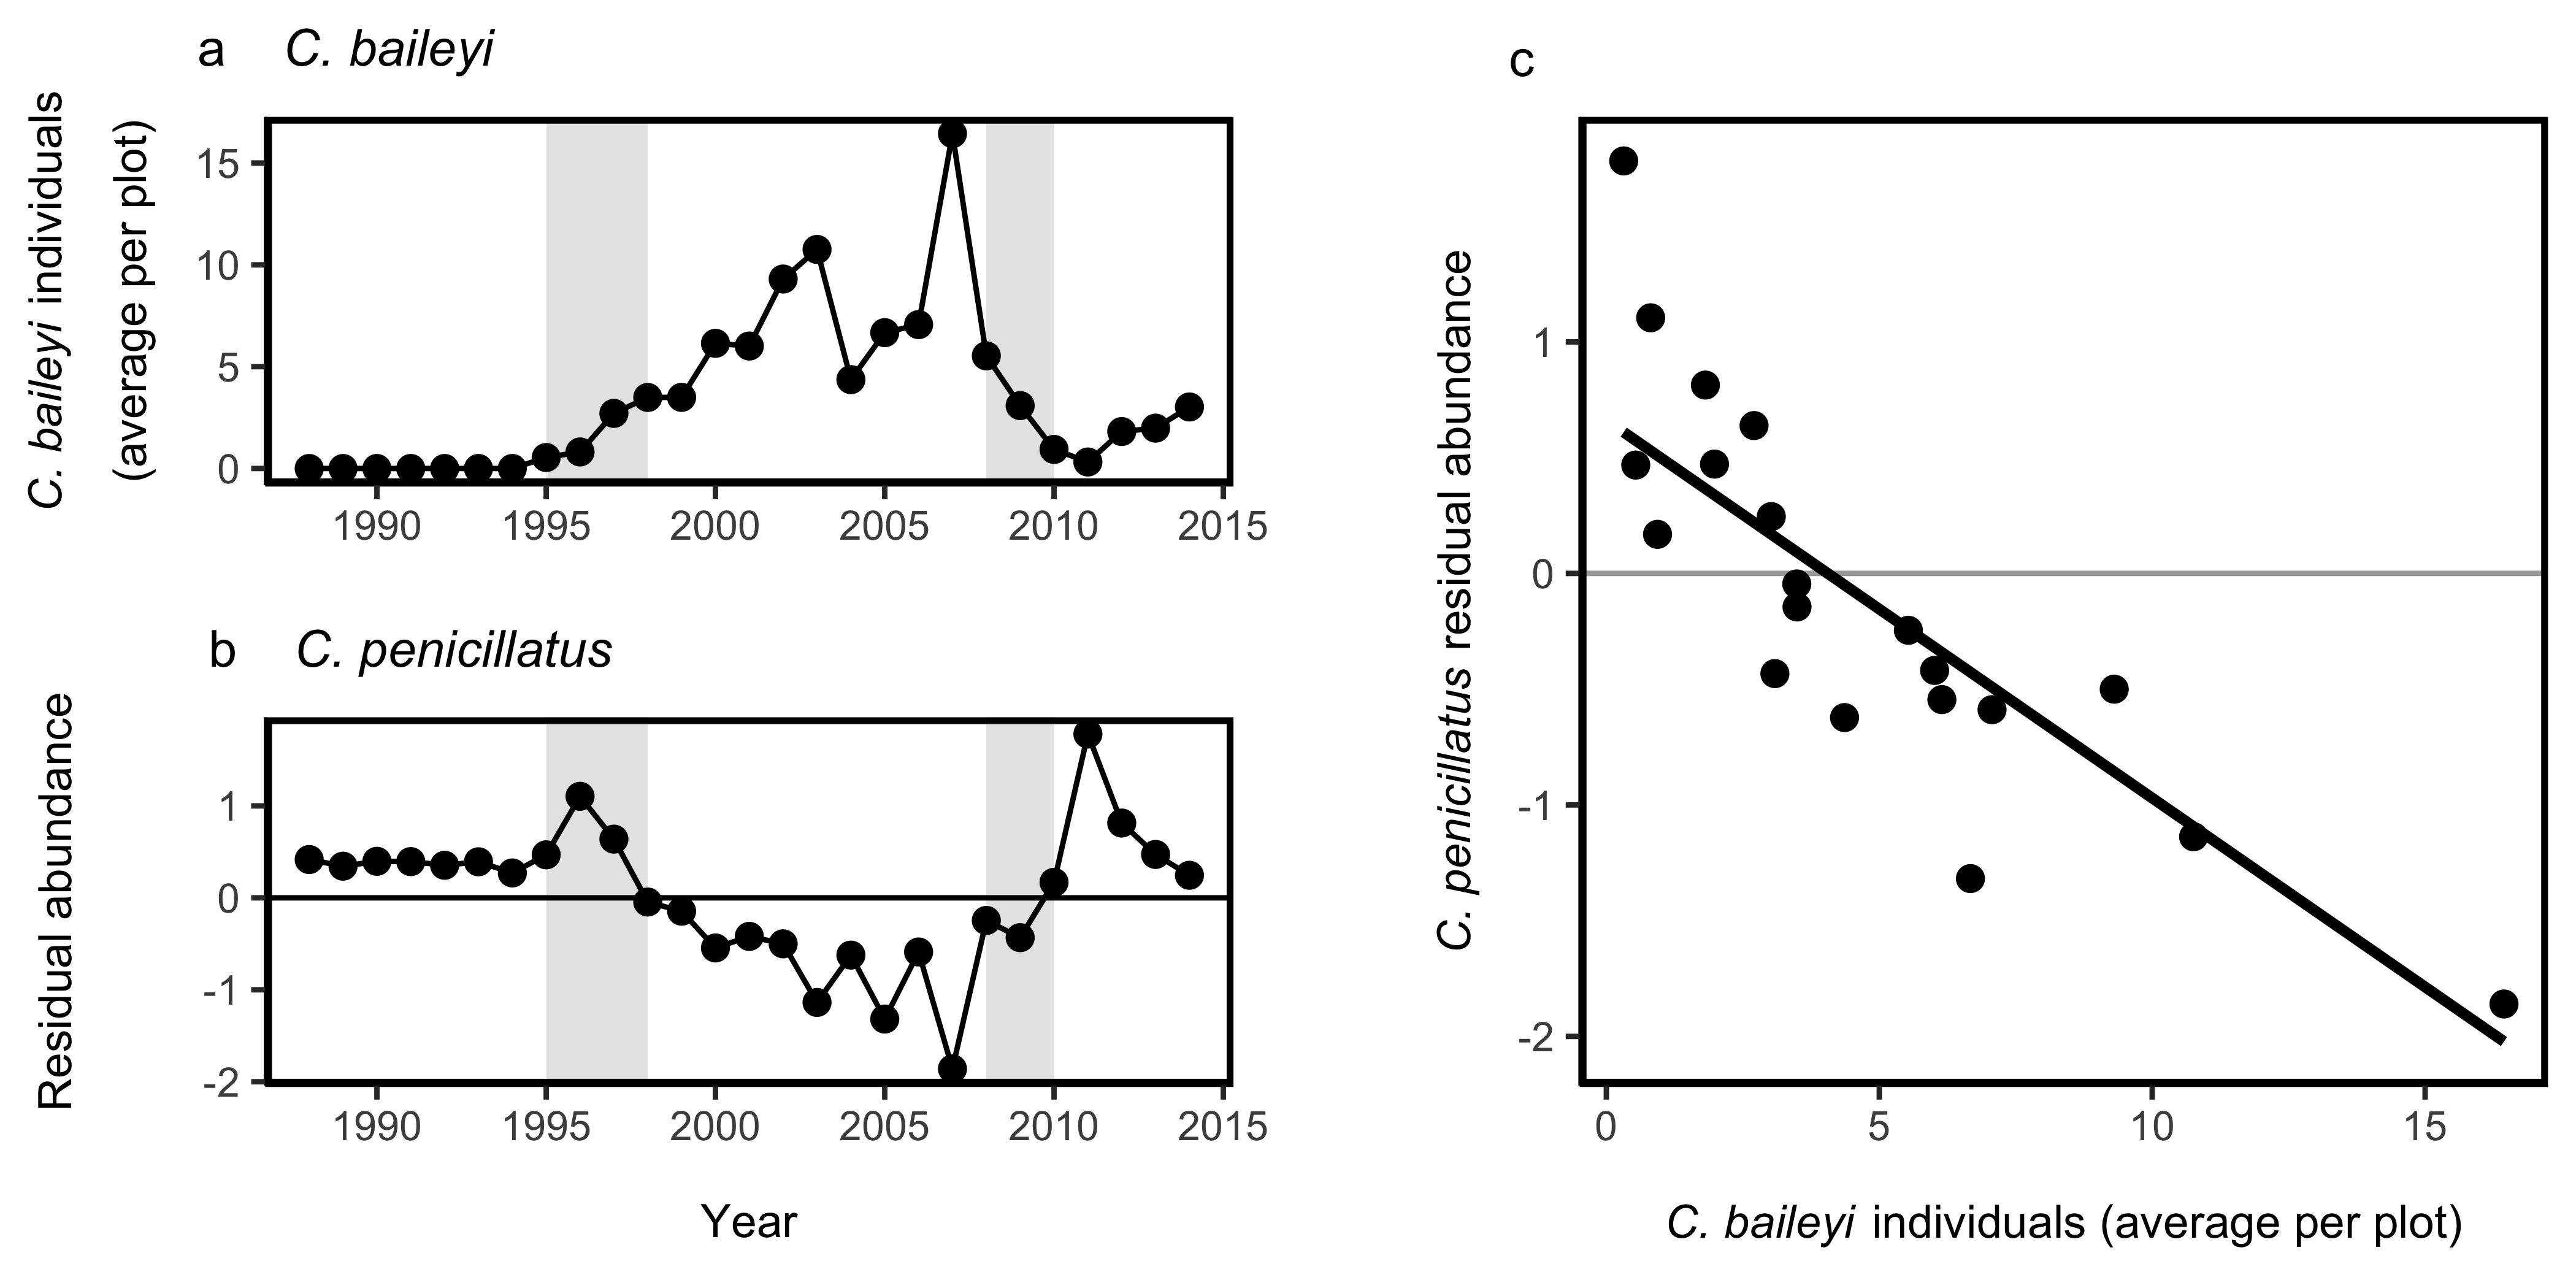 a C. baileyi
C. baileyi individuals
(average per plot)
15
10
5
0
1990 1995 2000 2005 2010 2015
b C. penicillatus
Residual abundance
1
0
-1
-2
1990 1995 2000 2005 2010 2015
Year
c
C. penicillatus residual abundance
1
0
-1
-2
0 5 10 15
C. baileyi individuals (average per plot)